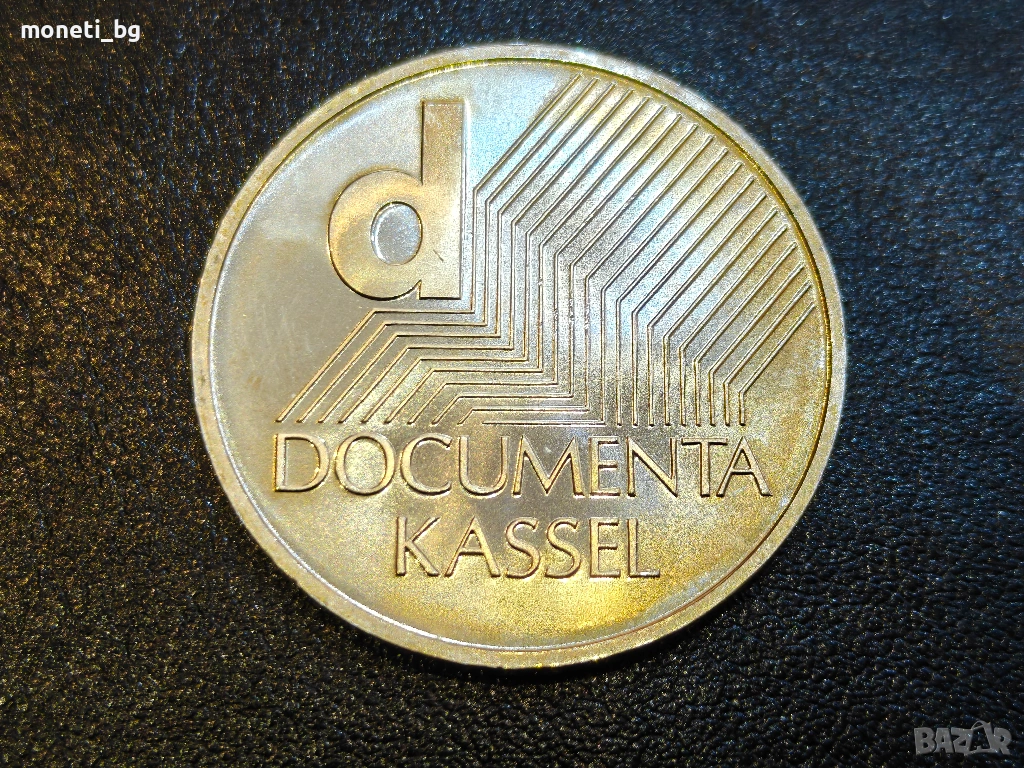 moneti_bg
d
DOCUMENTA
KASSEL
BAZAR